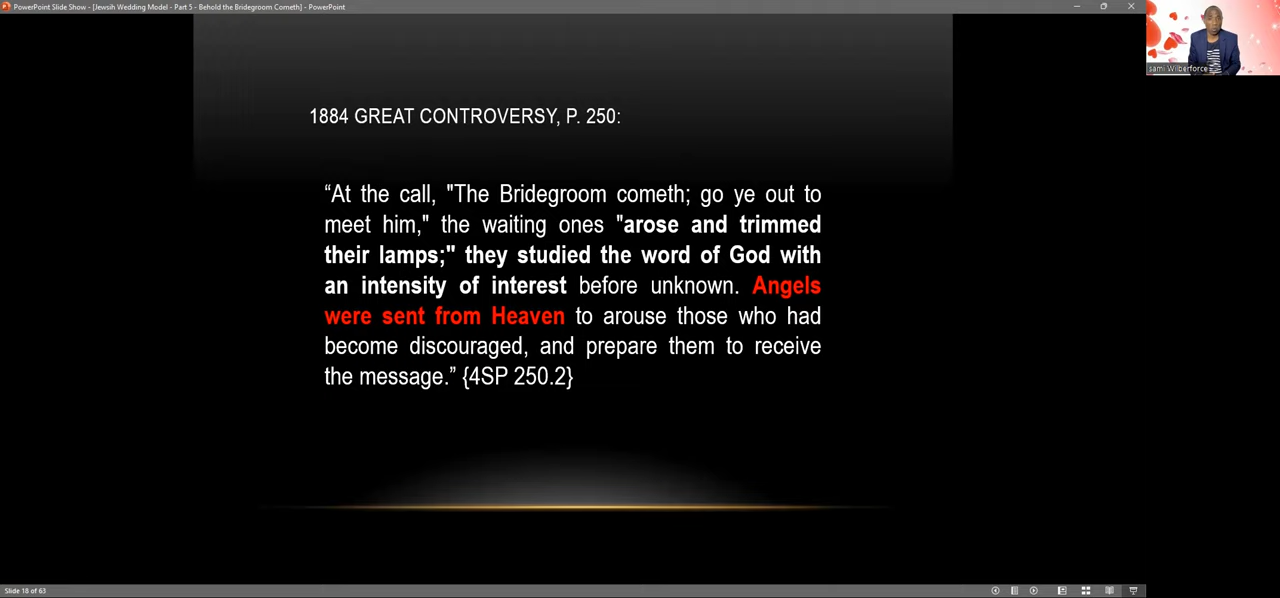 PowerPoint Slide Show - [Jewsih Wedding Model - Part 5 - Behold the Bridegroom Cometh] - PowerPoint
sami Wilberforce
1884 GREAT CONTROVERSY, P. 250:
“At the call, "The Bridegroom cometh; go ye out to
meet him," the waiting ones "arose and trimmed
their lamps;" they studied the word of God with
an intensity of interest before unknown. Angels
were sent from Heaven to arouse those who had
become discouraged, and prepare them to receive
the message.” {4SP 250.2}
Slide 18 of 63